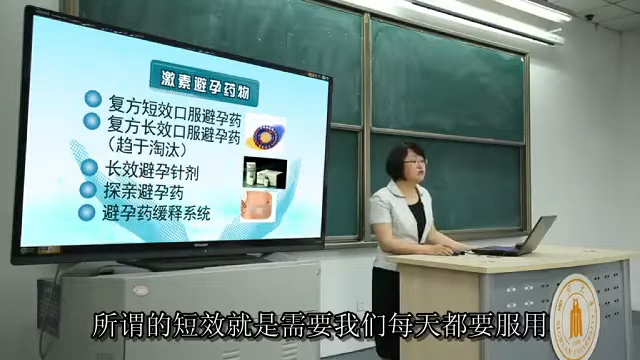 激素避孕药物
复方短效口服避孕药
复方长效口服避孕药
（趋于淘汰）
长效避孕针剂
探亲避孕药
避孕药缓释系统
所谓的短效就是需要我们每天都要服用